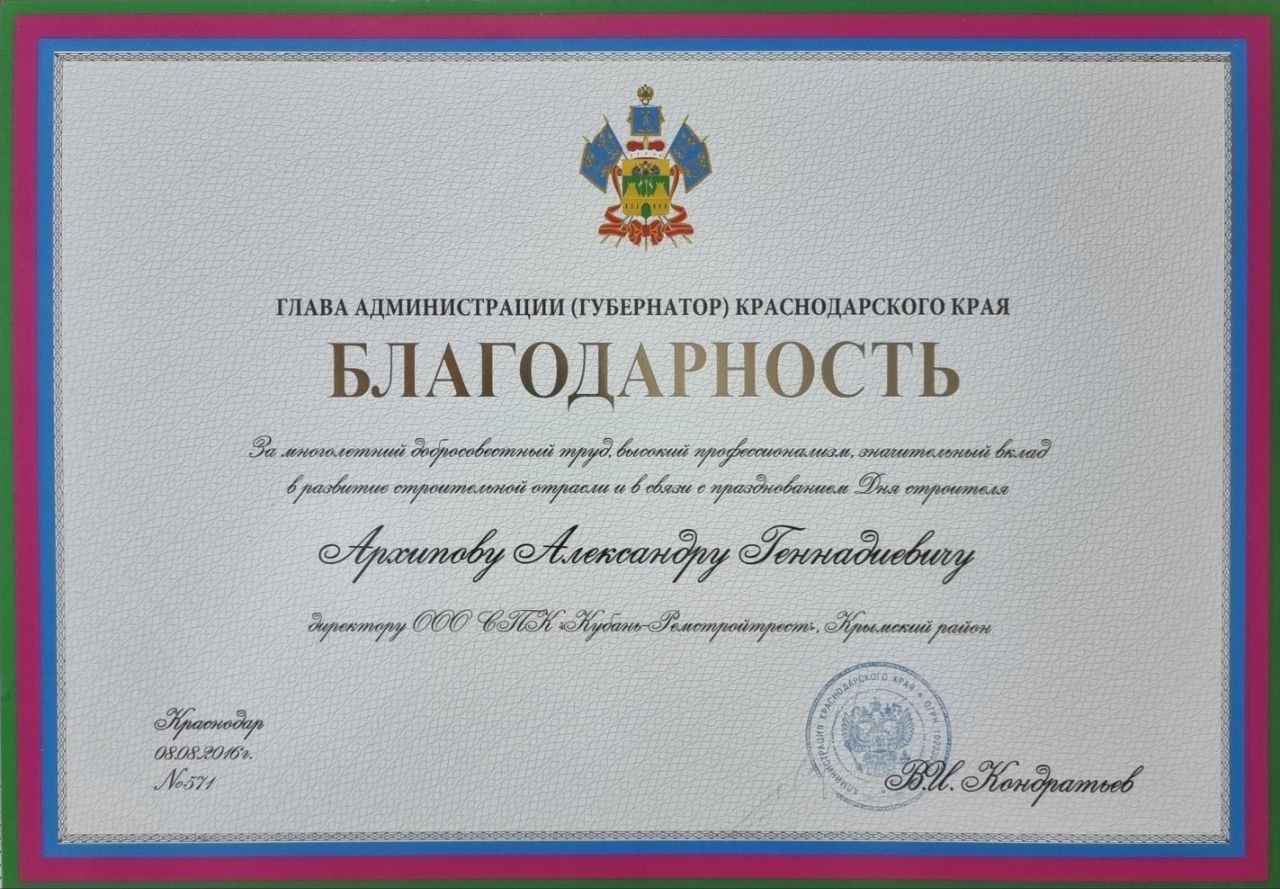 ГЛАВА АДМИНИСТРАЦИИ (ГУБЕРНАТОР) КРАСНОДАРСКОГО КРАЯ
БЛАГОДАРНОСТЬ
За многолетний добросовестный труд, высокий профессионализм, значительный вклад
в развитие строительной отрасли и в связи с празднованием Дня строителя
Архипову Александру Геннадиевичу
директору ООО СПК «Кубань-Ремстройтрест», Крымский район
Краснодар
08.08.2016г.
№571
АДМИНИСТРАЦИЯ КРАСНОДАРСКОГО КРАЯ * ОГРН
В.И. Кондратьев